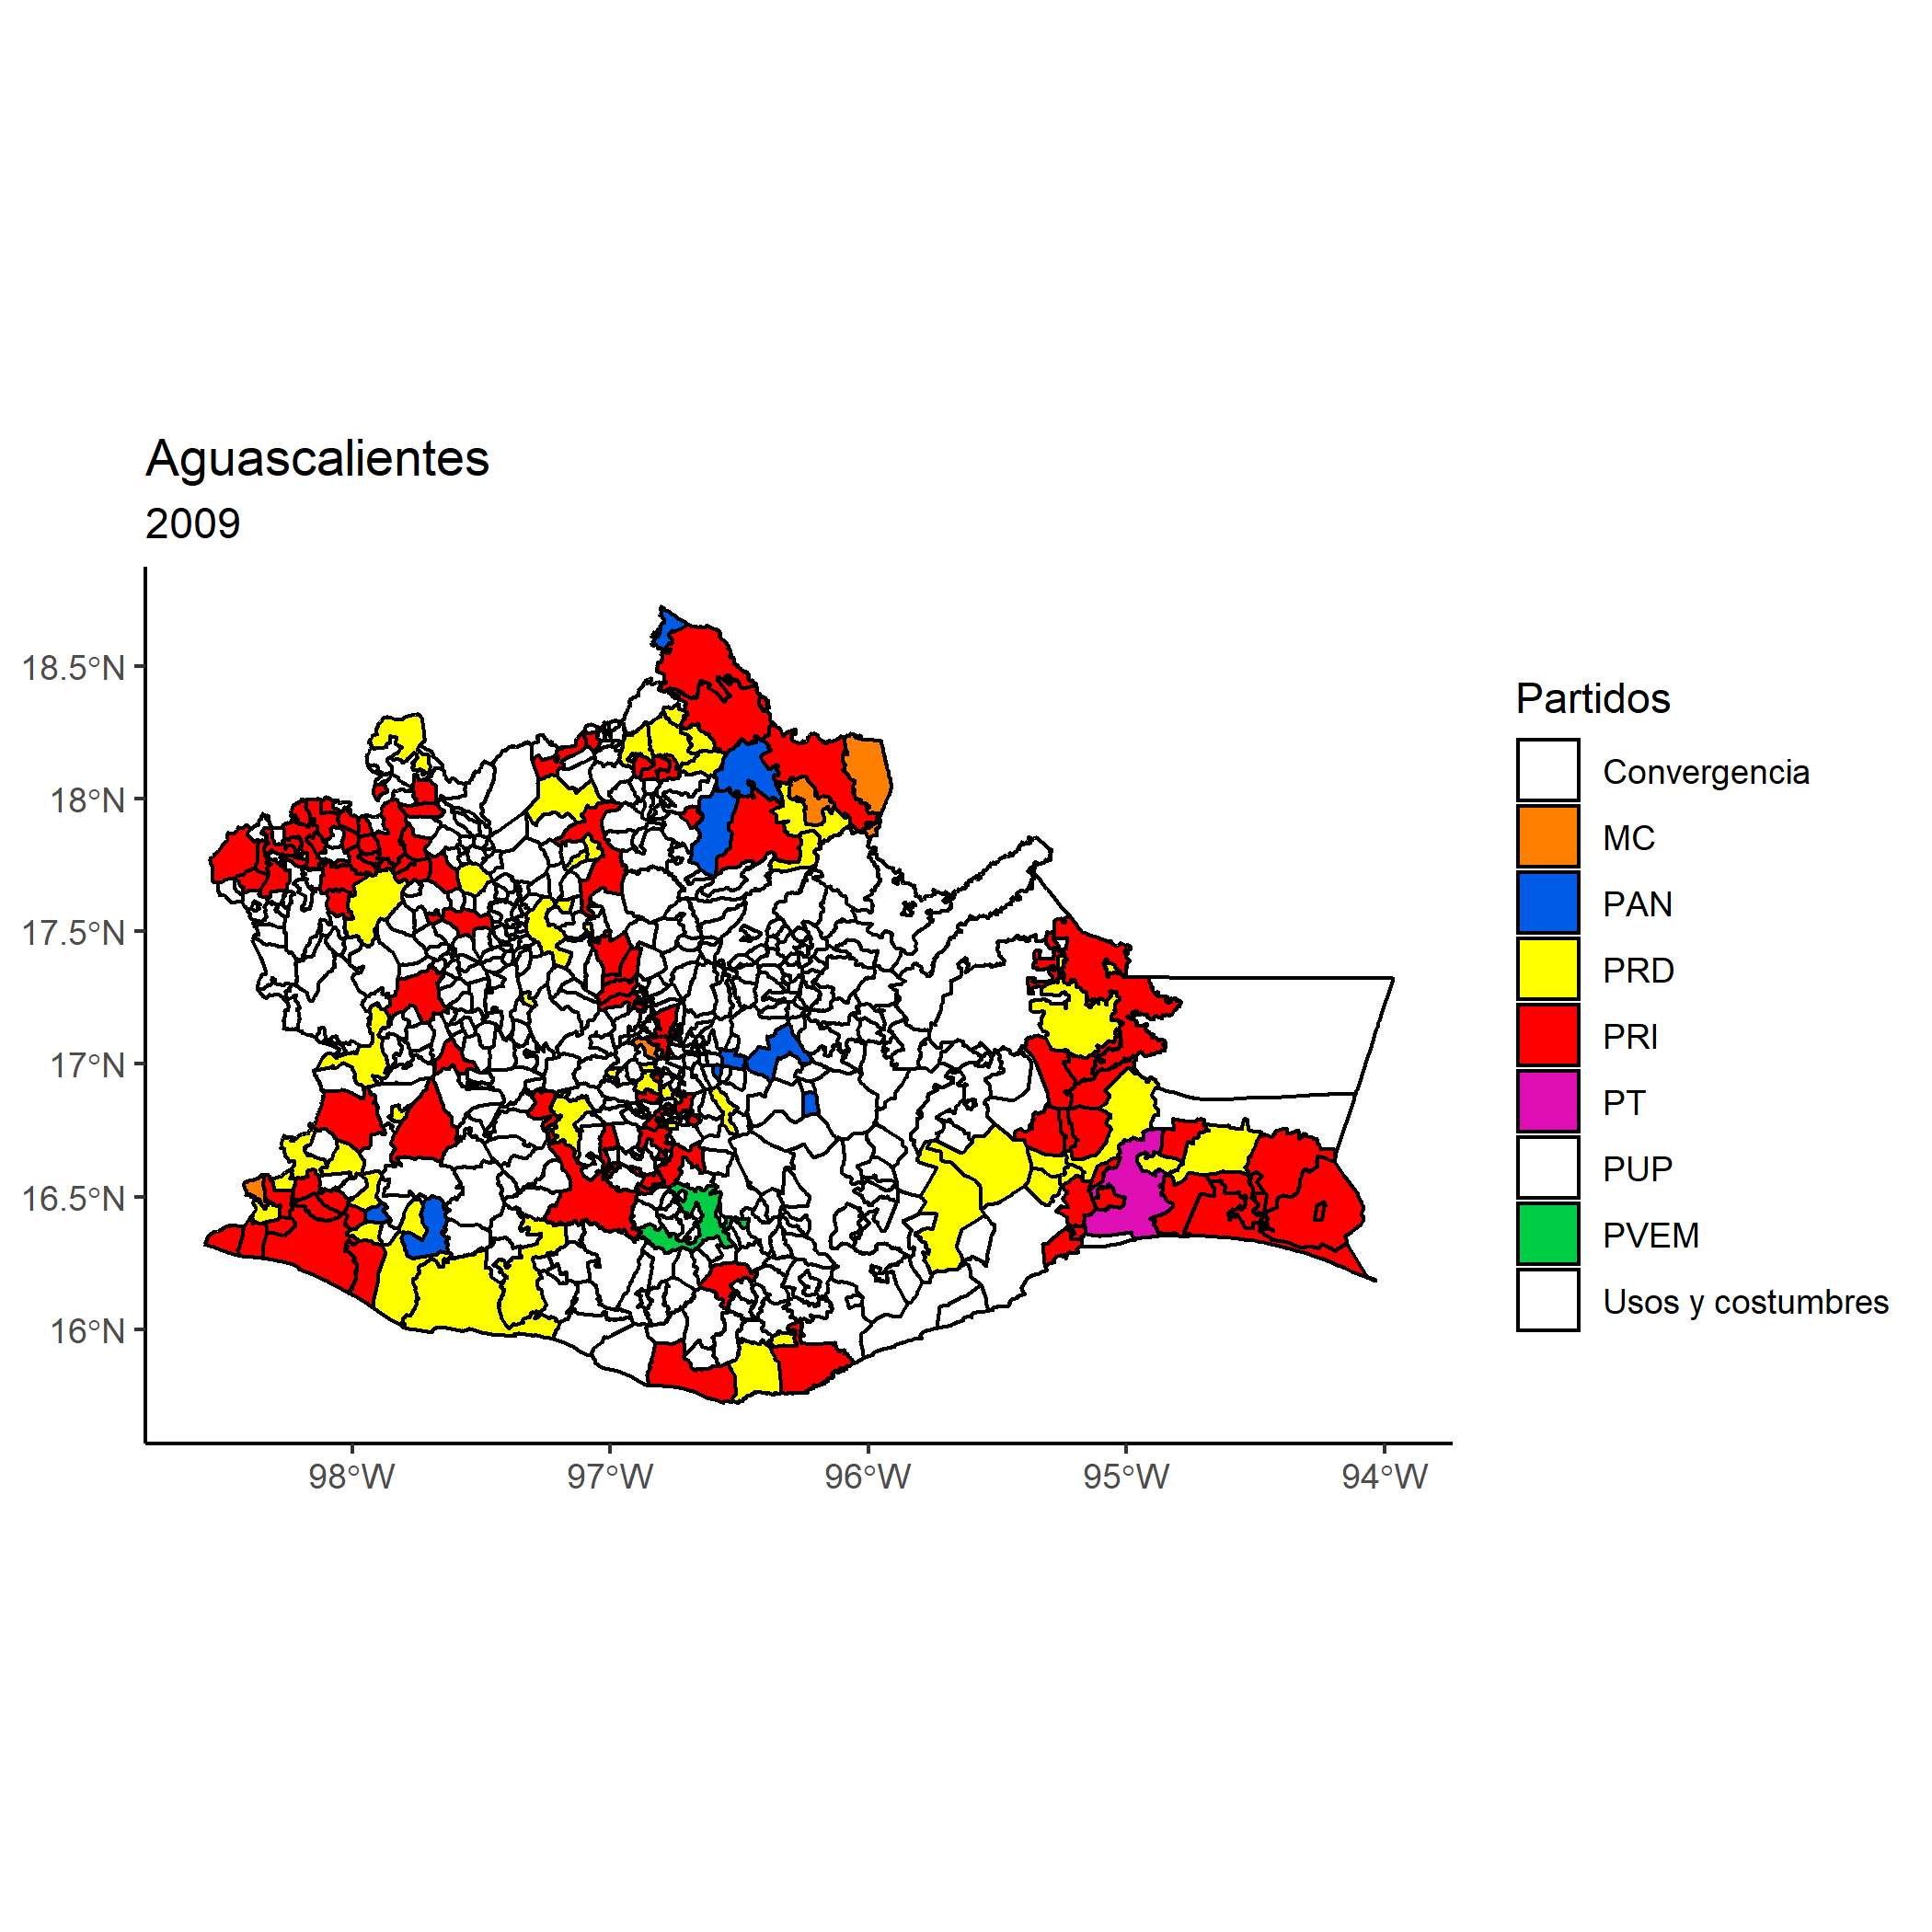 Aguascalientes
2009
18.5°N
18°N
17.5°N
17°N
16.5°N
16°N
98°W
97°W
96°W
95°W
94°W
Partidos
Convergencia
MC
PAN
PRD
PRI
PT
PUP
PVEM
Usos y costumbres